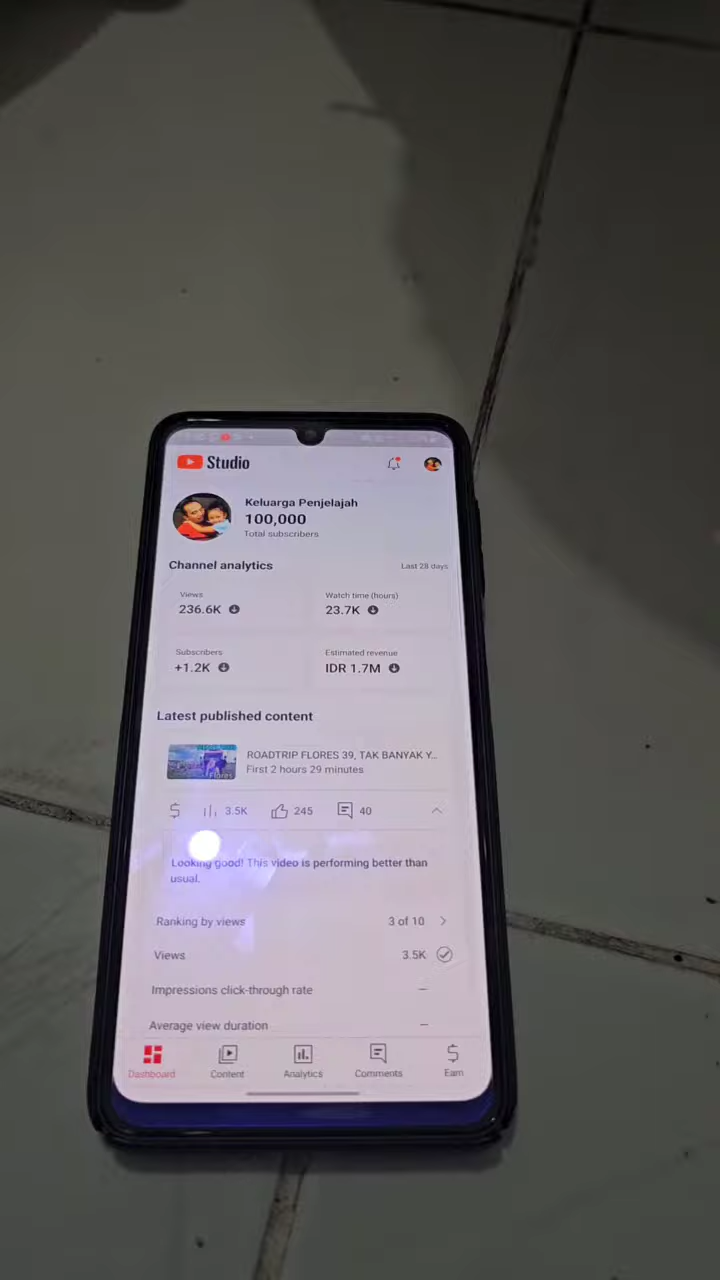 Studio
Keluarga Penjelajah
100,000
Total subscribers
Channel analytics
Last 28 days
Views
236.6K
Watch time (hours)
23.7K
Subscribers
+1.2K
Estimated revenue
IDR 1.7M
Latest published content
Flores
ROADTRIP FLORES 39, TAK BANYAK Y...
First 2 hours 29 minutes
3.5K
245
40
Looking good! This video is performing better than
usual.
Ranking by views
3 of 10
Views
3.5K
Impressions click-through rate
—
Average view duration
—
Dashboard
Content
Analytics
Comments
Earn